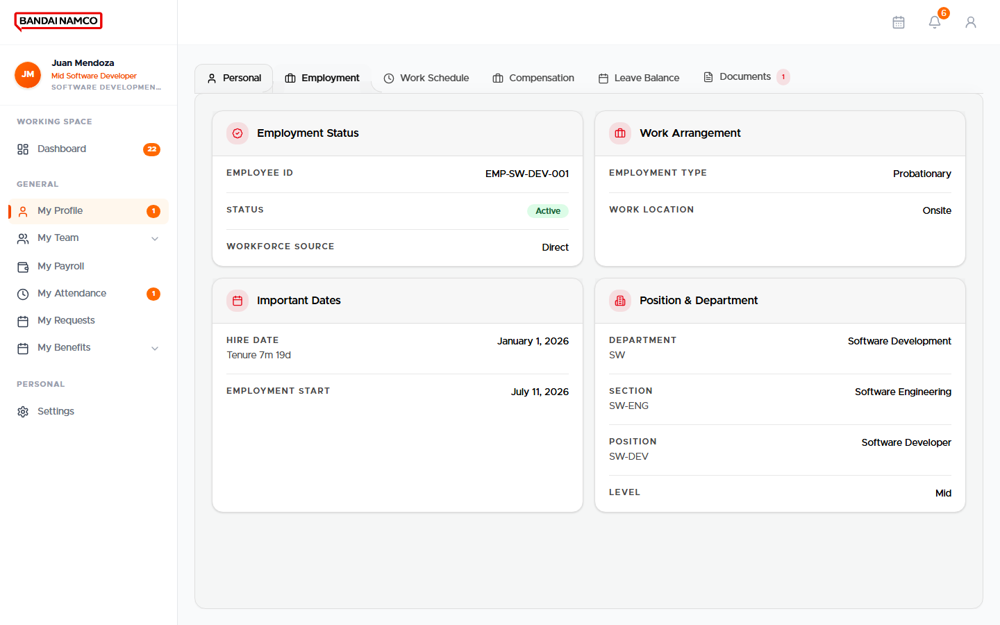 BANDAI NAMCO
6
JM
Juan Mendoza
Mid Software Developer
SOFTWARE DEVELOPMEN...
WORKING SPACE
Dashboard 22
GENERAL
My Profile 1
My Team
My Payroll
My Attendance 1
My Requests
My Benefits
PERSONAL
Settings
Personal Employment Work Schedule Compensation Leave Balance Documents 1
Employment Status
EMPLOYEE ID EMP-SW-DEV-001
STATUS Active
WORKFORCE SOURCE Direct
Work Arrangement
EMPLOYMENT TYPE Probationary
WORK LOCATION Onsite
Important Dates
HIRE DATE January 1, 2026
Tenure 7m 19d
EMPLOYMENT START July 11, 2026
Position & Department
DEPARTMENT Software Development
SW
SECTION Software Engineering
SW-ENG
POSITION Software Developer
SW-DEV
LEVEL Mid